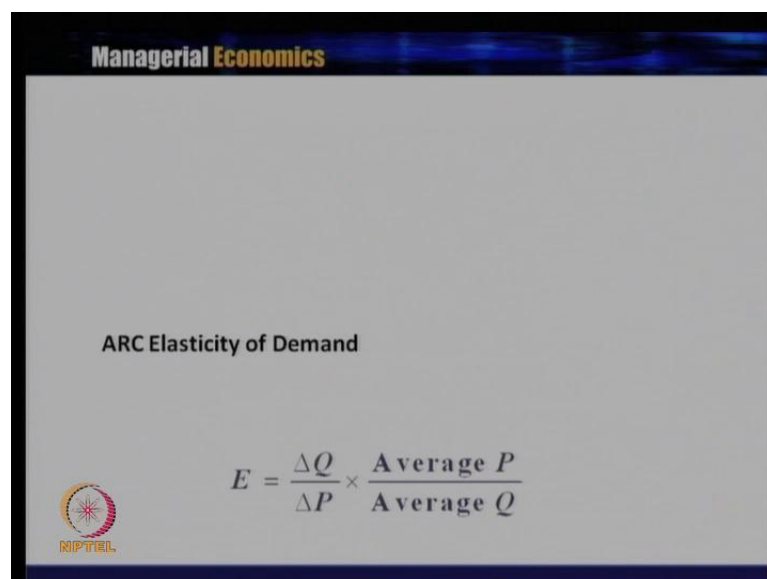 Managerial Economics
ARC Elasticity of Demand
E = ΔQ/ΔP × Average P/Average Q
NPTEL